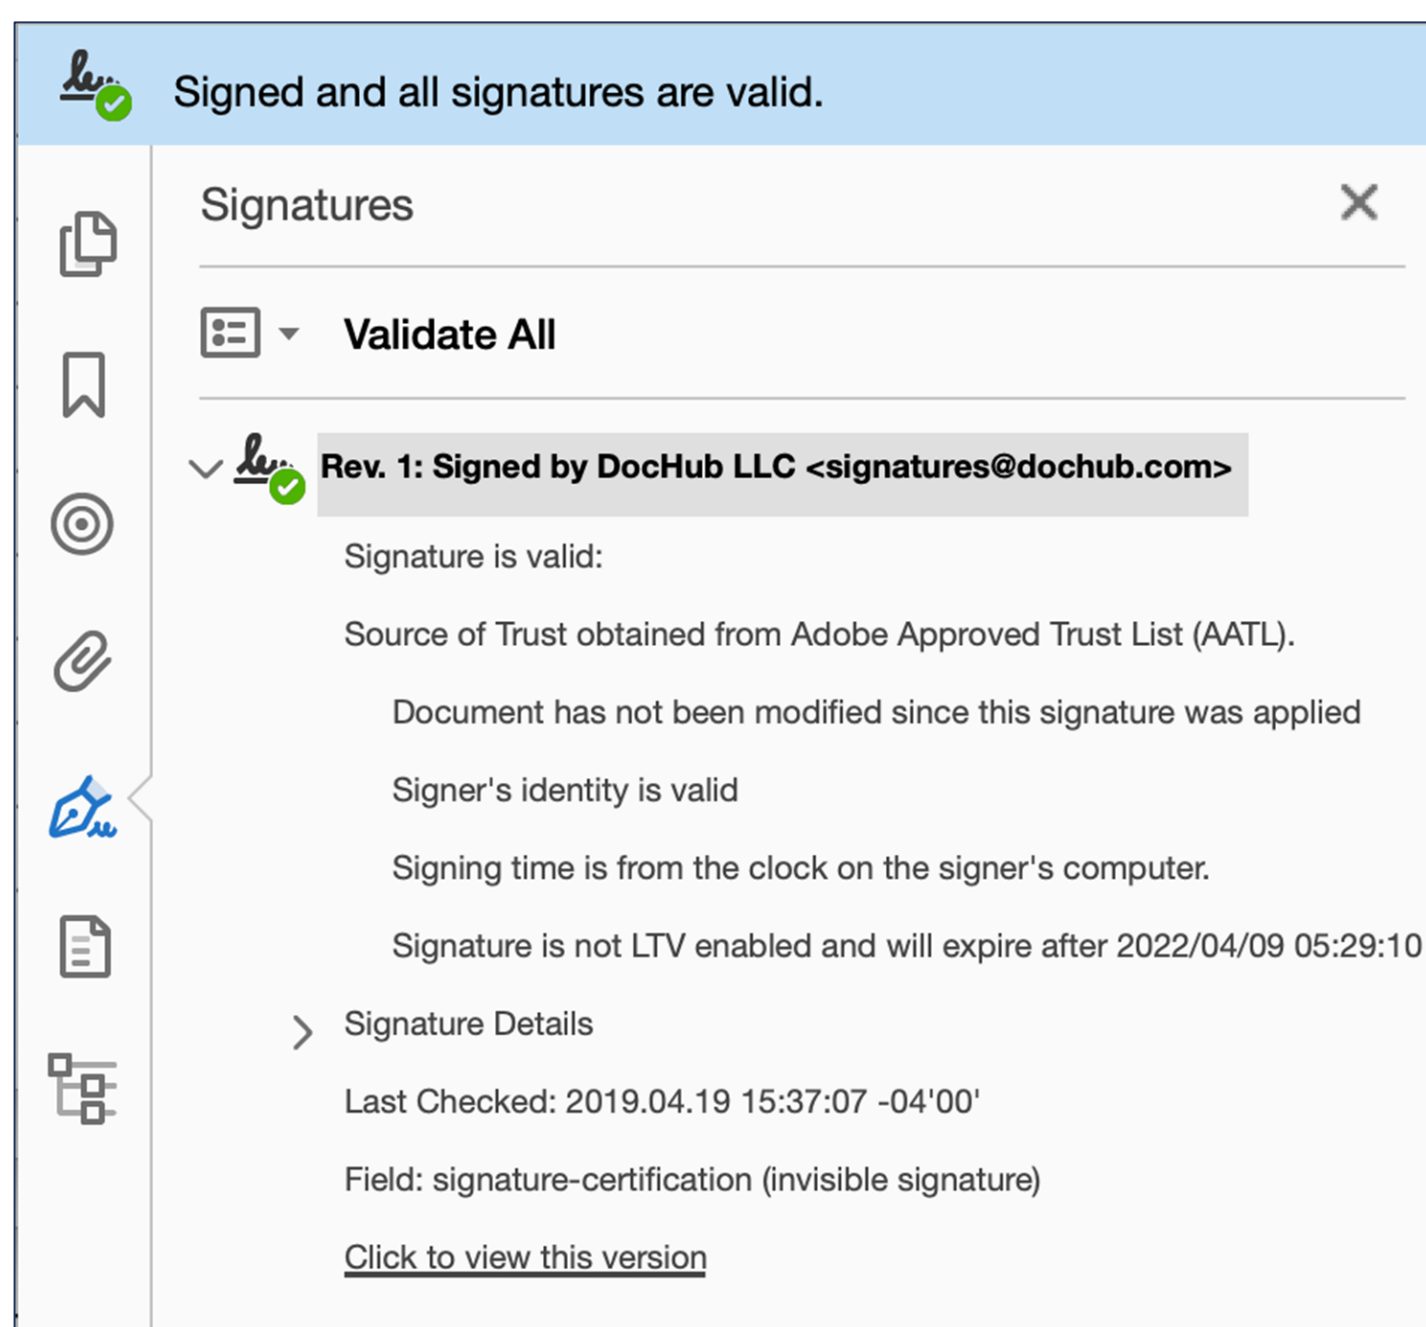 Signed and all signatures are valid.
Signatures
Validate All
Rev. 1: Signed by DocHub LLC <signatures@dochub.com>
Signature is valid:
Source of Trust obtained from Adobe Approved Trust List (AATL).
Document has not been modified since this signature was applied
Signer's identity is valid
Signing time is from the clock on the signer's computer.
Signature is not LTV enabled and will expire after 2022/04/09 05:29:10
Signature Details
Last Checked: 2019.04.19 15:37:07 -04'00'
Field: signature-certification (invisible signature)
Click to view this version